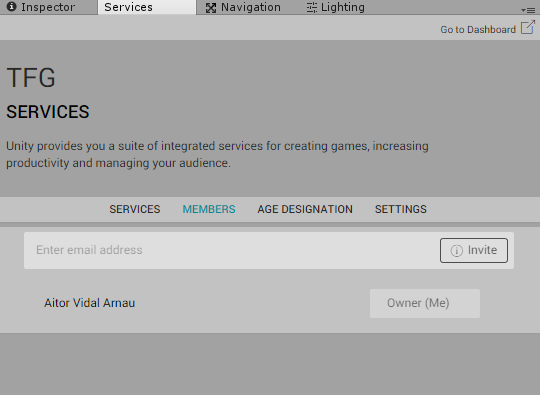 Inspector Services Navigation Lighting
Go to Dashboard
TFG
SERVICES
Unity provides you a suite of integrated services for creating games, increasing
productivity and managing your audience.
SERVICES MEMBERS AGE DESIGNATION SETTINGS
Enter email address Invite
Aitor Vidal Arnau Owner (Me)